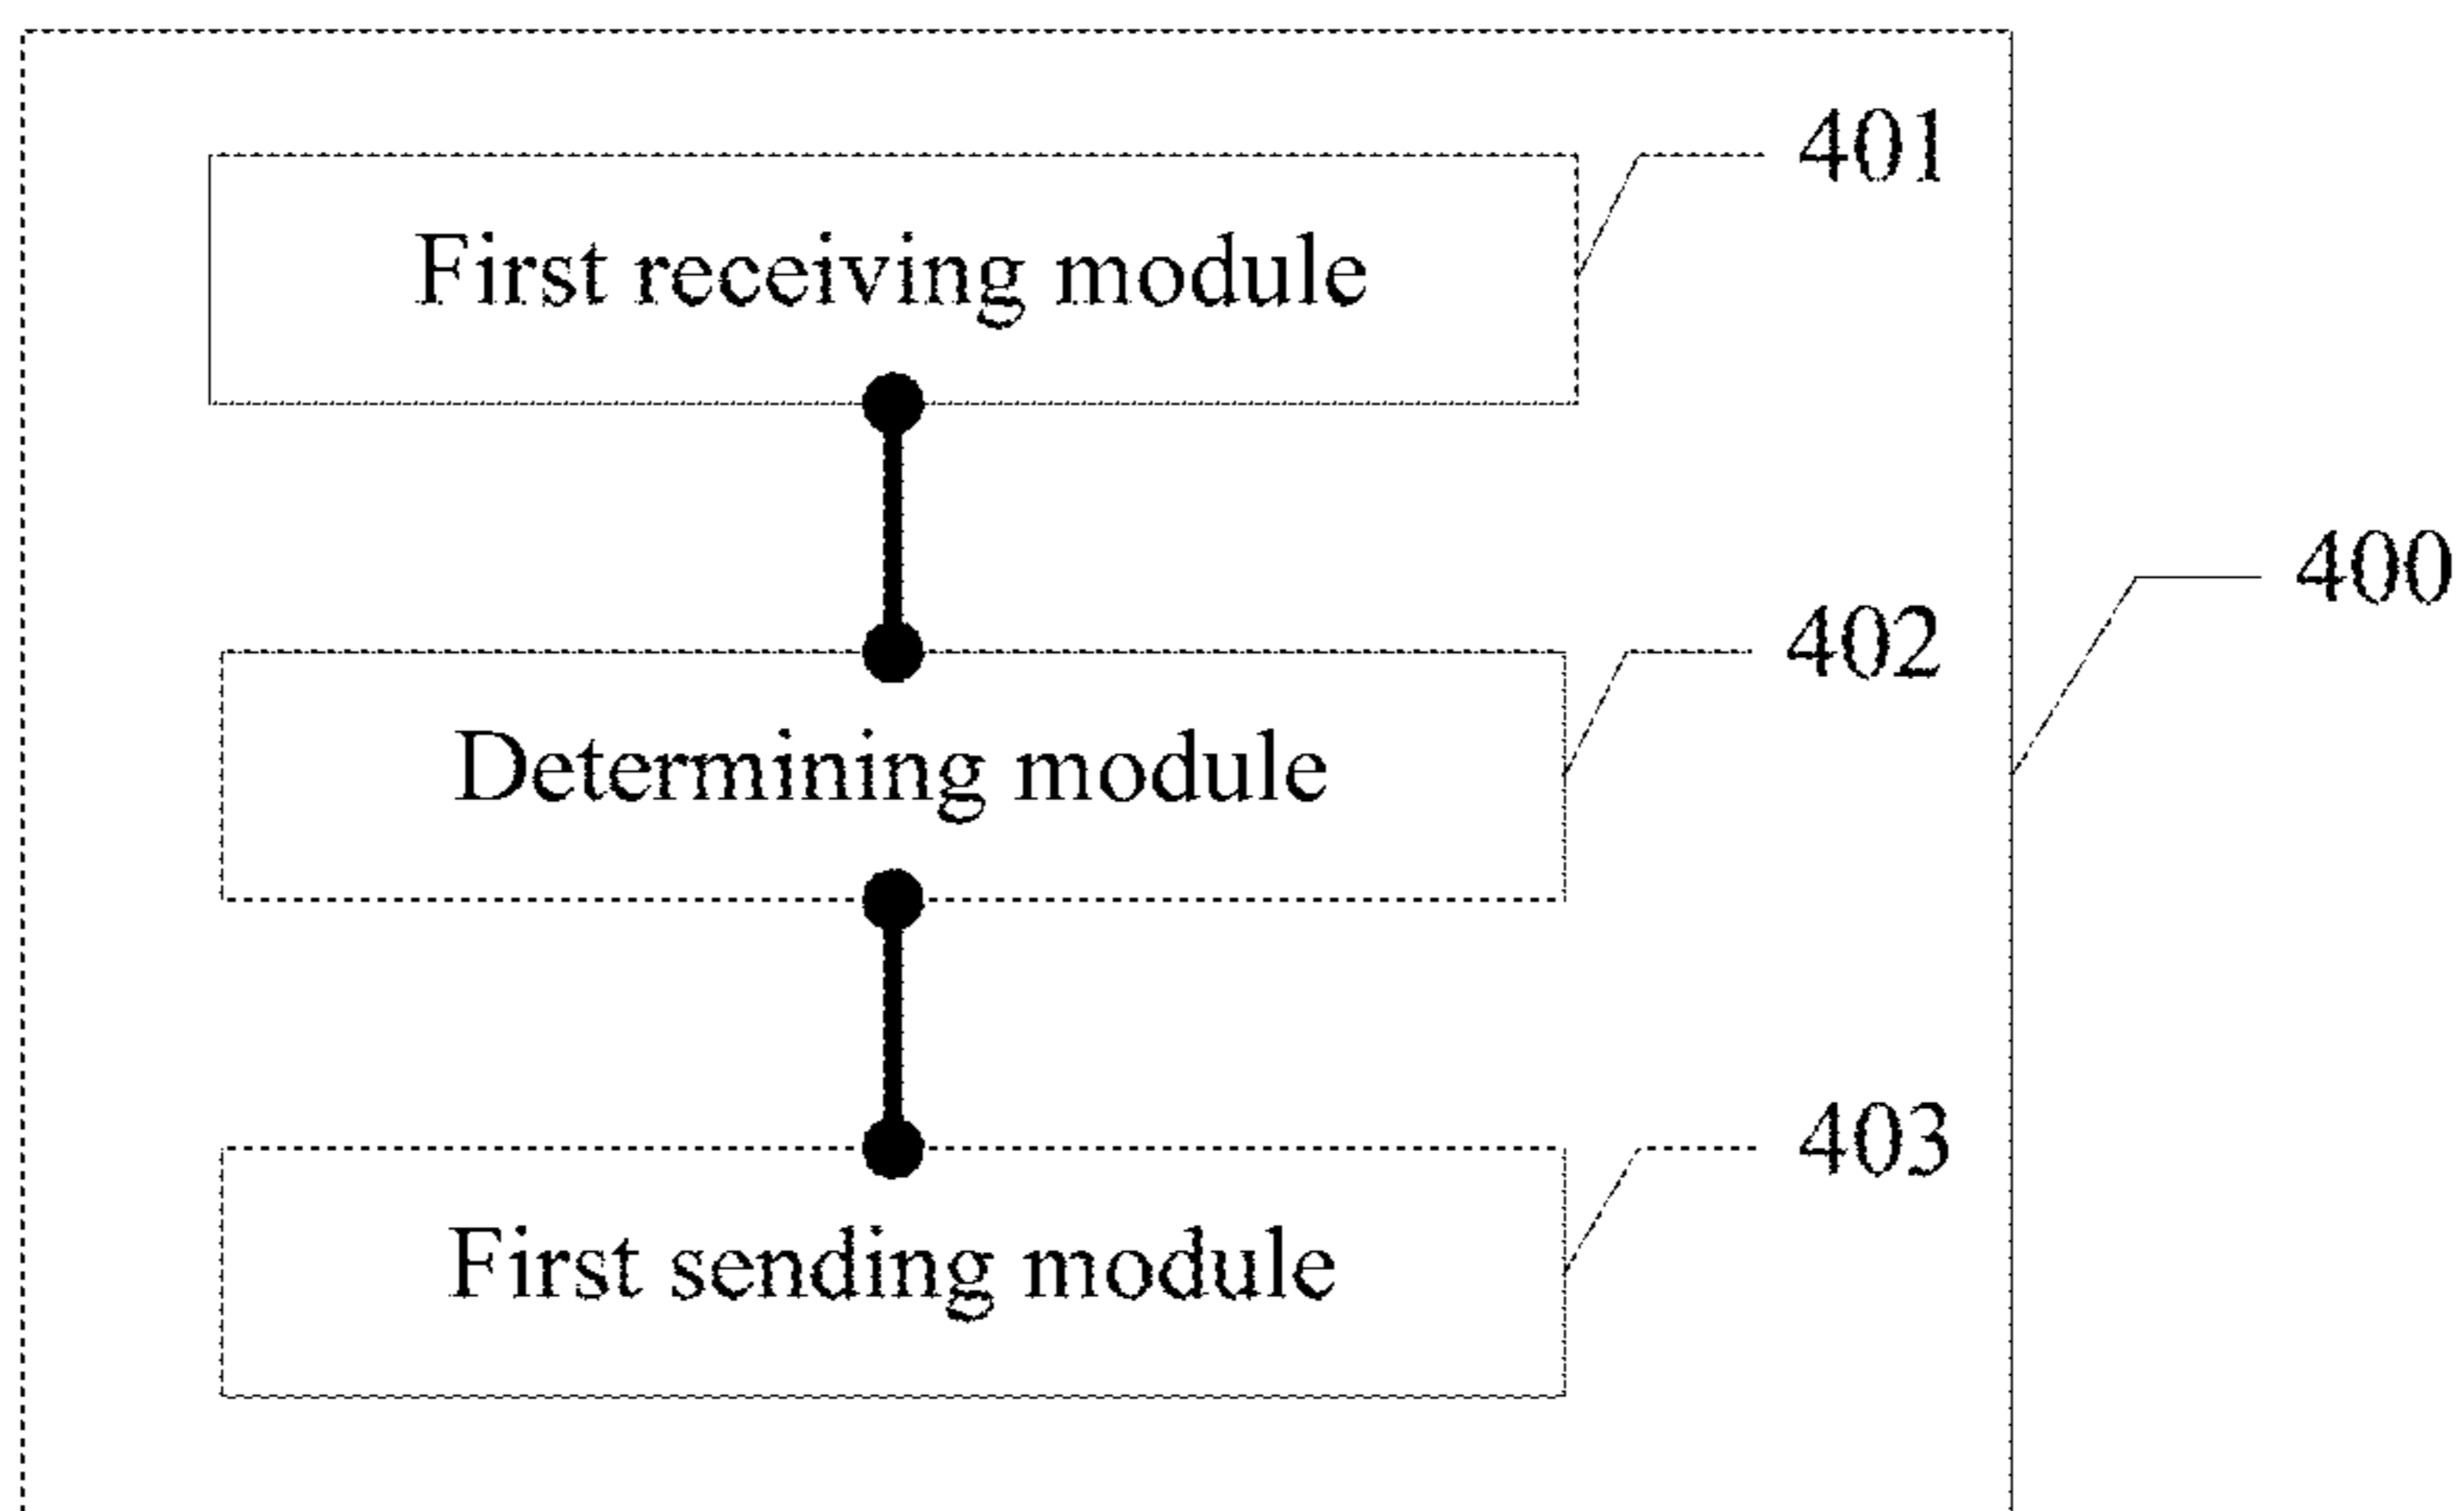 401
First receiving module
400
402
Determining module
403
First sending module